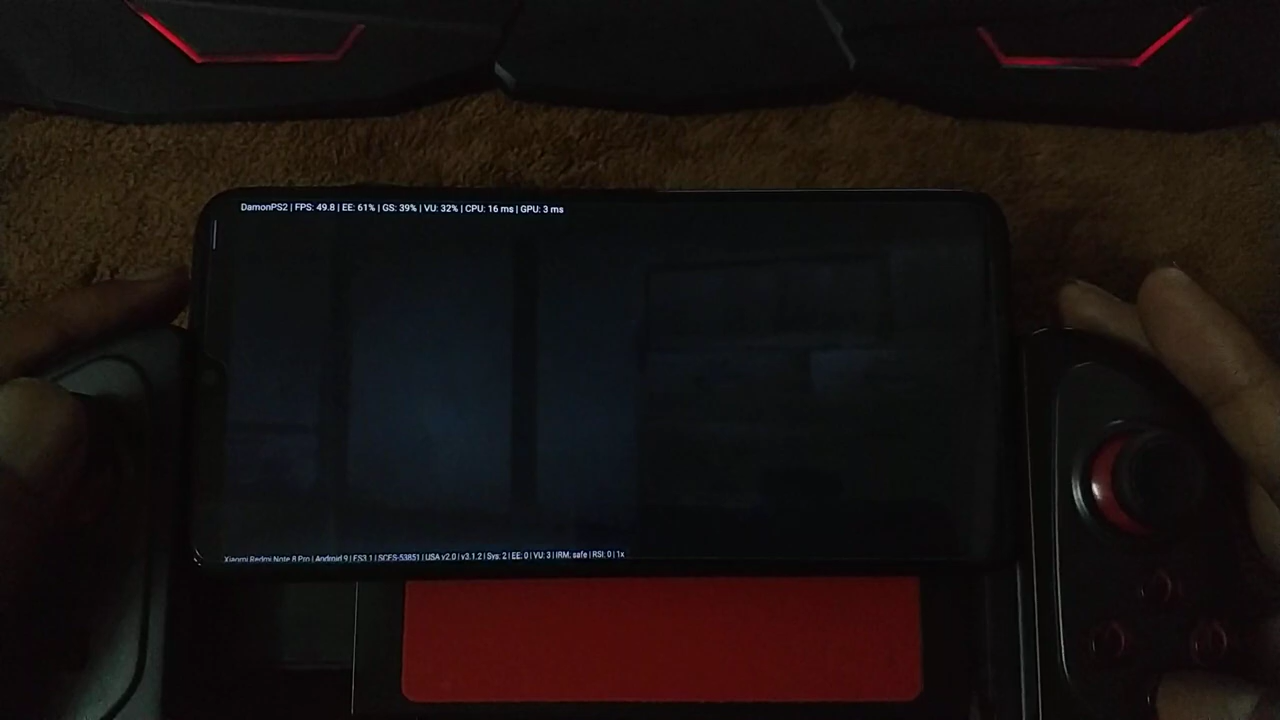 DamonPS2 | FPS: 49.8 | EE: 61% | GS: 39% | VU: 32% | CPU: 16 ms | GPU: 3 ms
Xiaomi Redmi Note 8 Pro | Android 9 | ES3.1 | SCES-53851 | USA v2.0 | v3.1.2 | Sys: 2 | EE: 0 | VU: 3 | IRM: safe | RSI: 0 | 1x